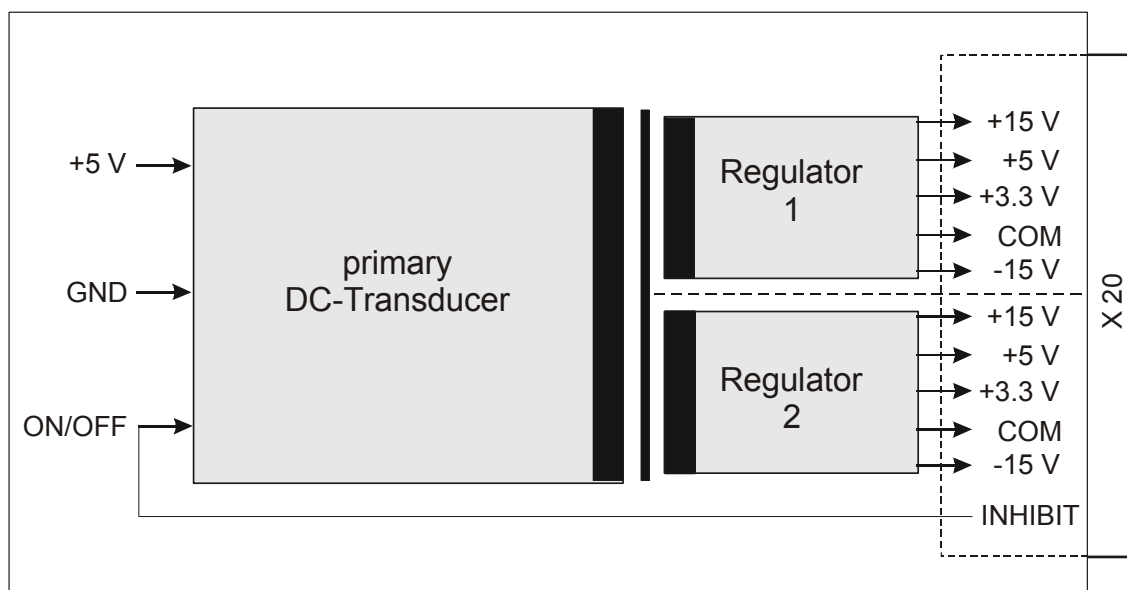 +5 V
GND
ON/OFF
primary
DC-Transducer
Regulator
1
+15 V
+5 V
+3.3 V
COM
-15 V
Regulator
2
+15 V
+5 V
+3.3 V
COM
-15 V
INHIBIT
X 20